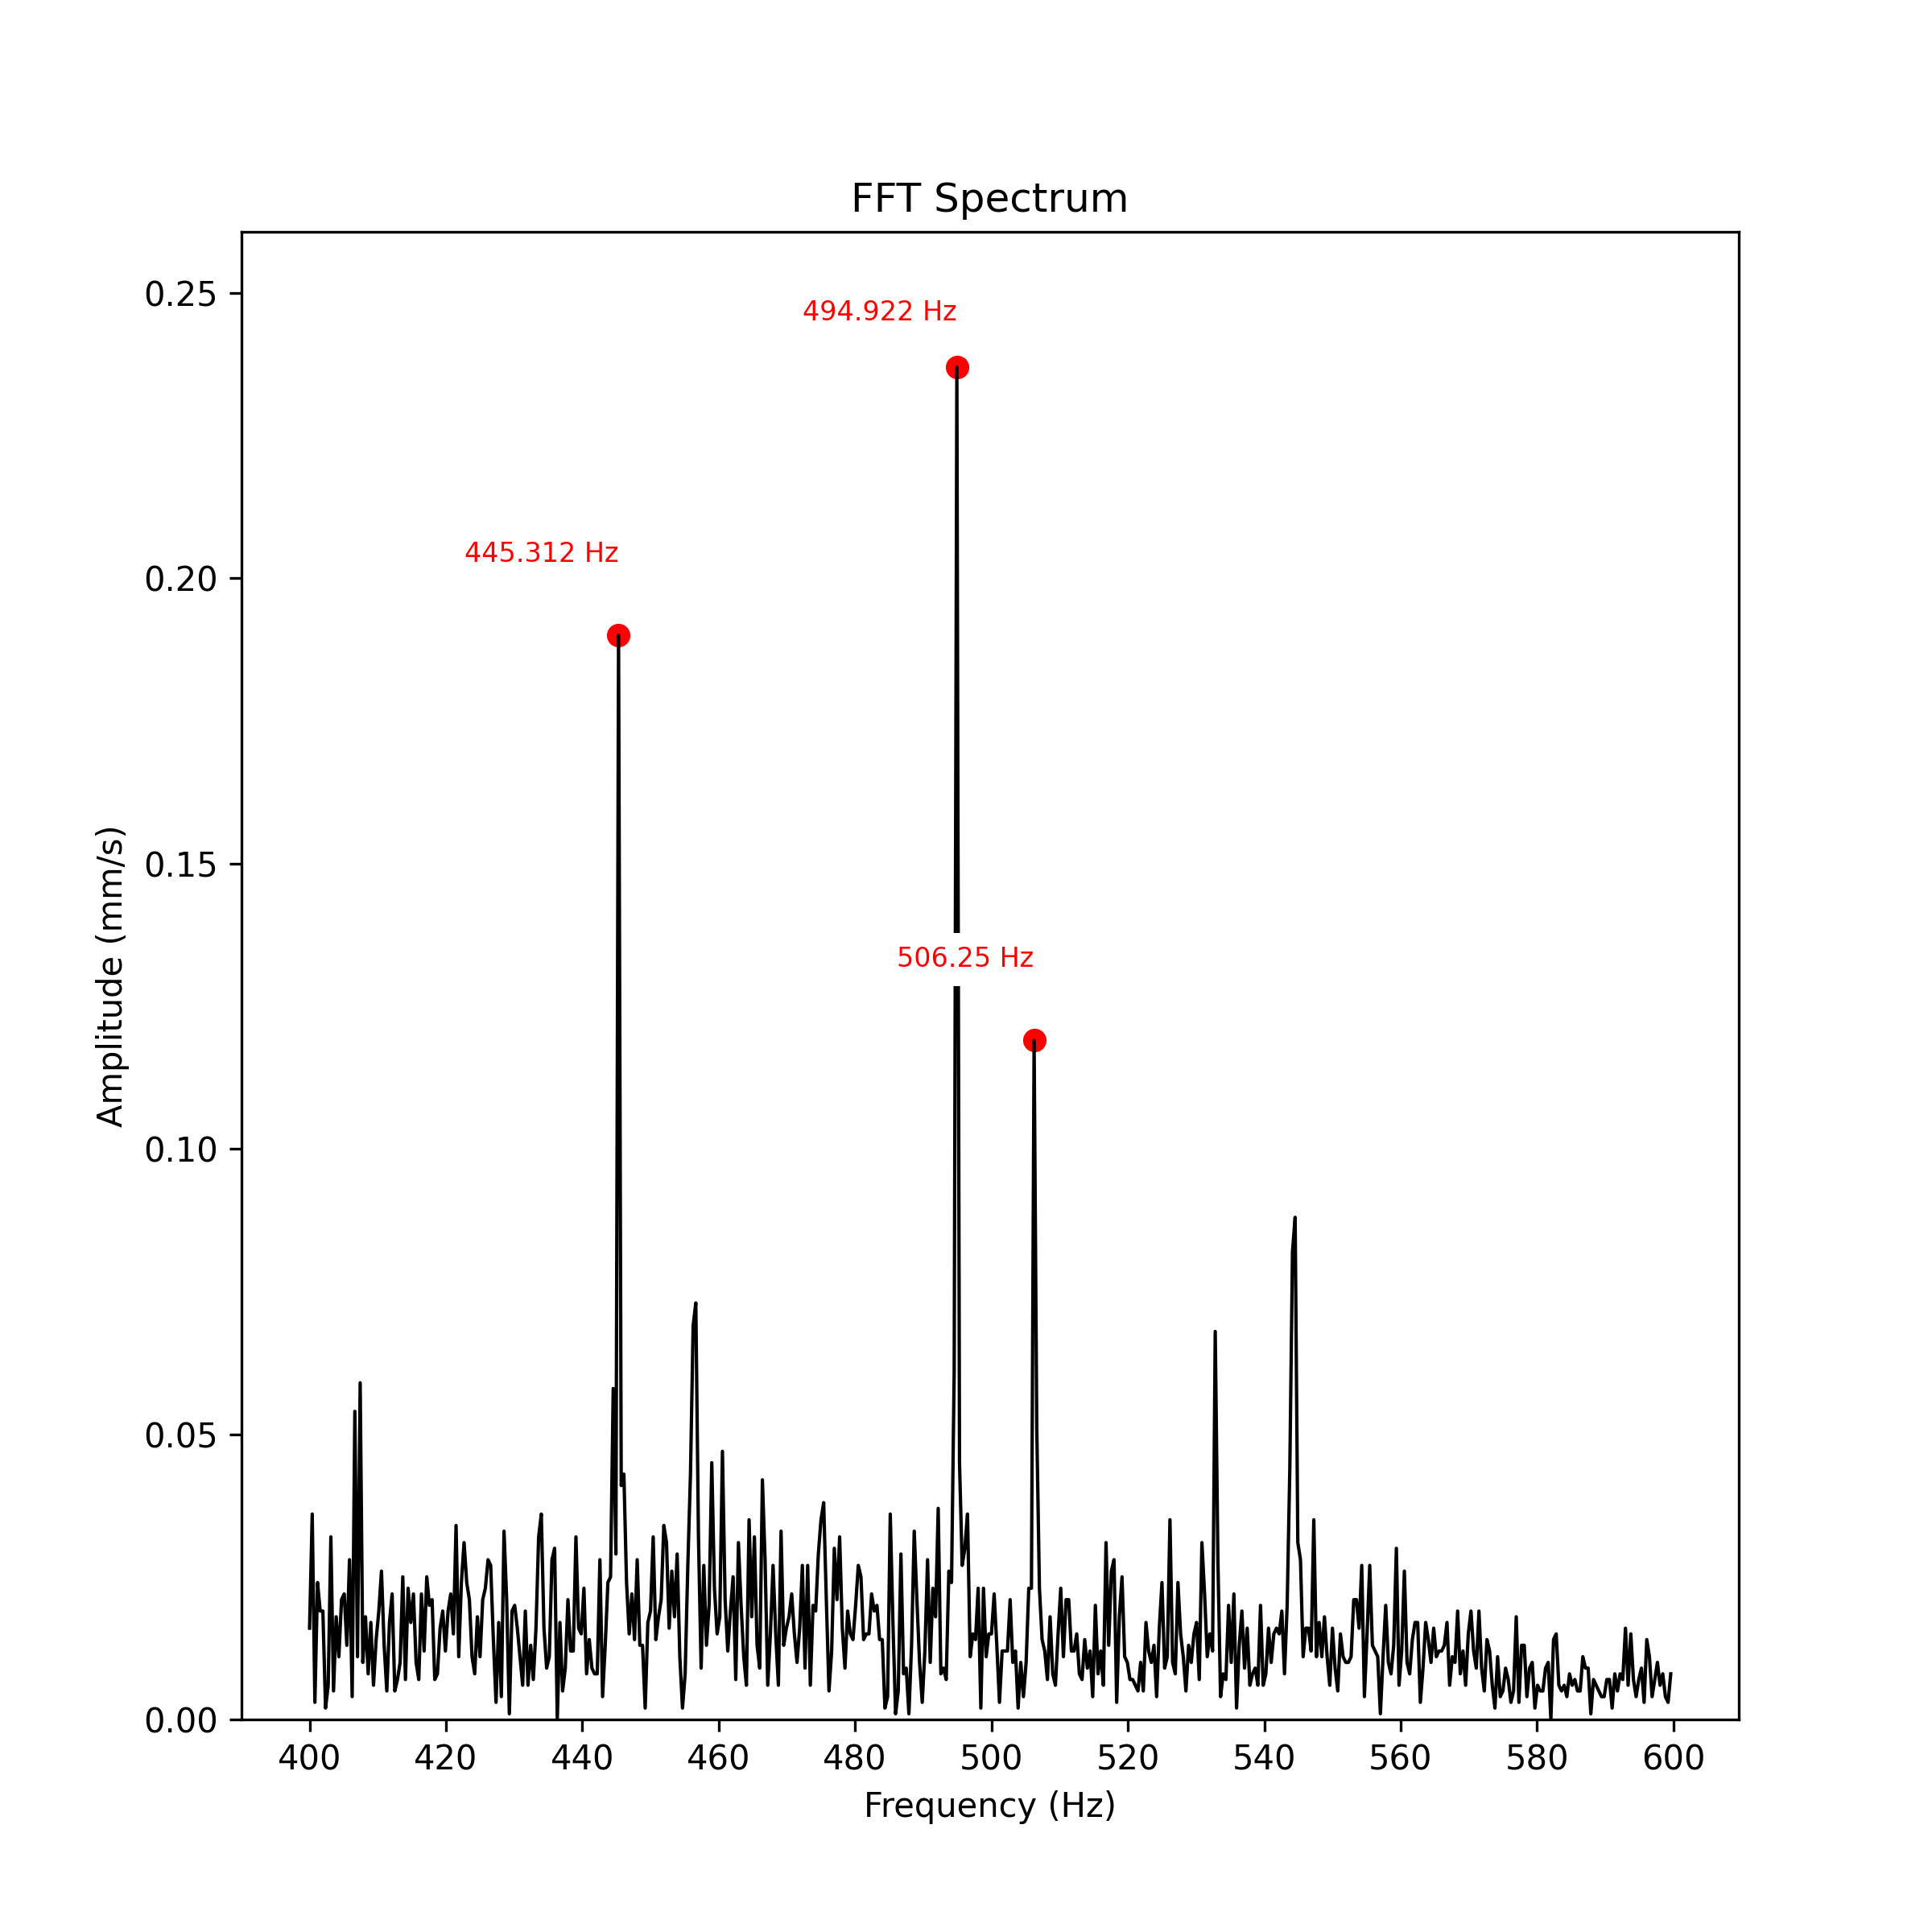 FFT Spectrum
0.25
494.922 Hz
445.312 Hz
0.20
0.15
506.25 Hz
Amplitude (mm/s)
0.10
0.05
0.00
400 420 440 460 480 500 520 540 560 580 600
Frequency (Hz)